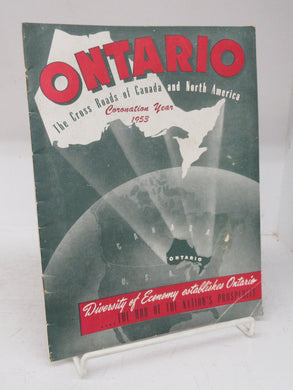 ONTARIO
The Cross Roads of Canada and North America
Coronation Year
1953
CANADA
ONTARIO
U.S.A.
Diversity of Economy establishes Ontario
....THE HUB OF THE NATION'S PROSPERITY